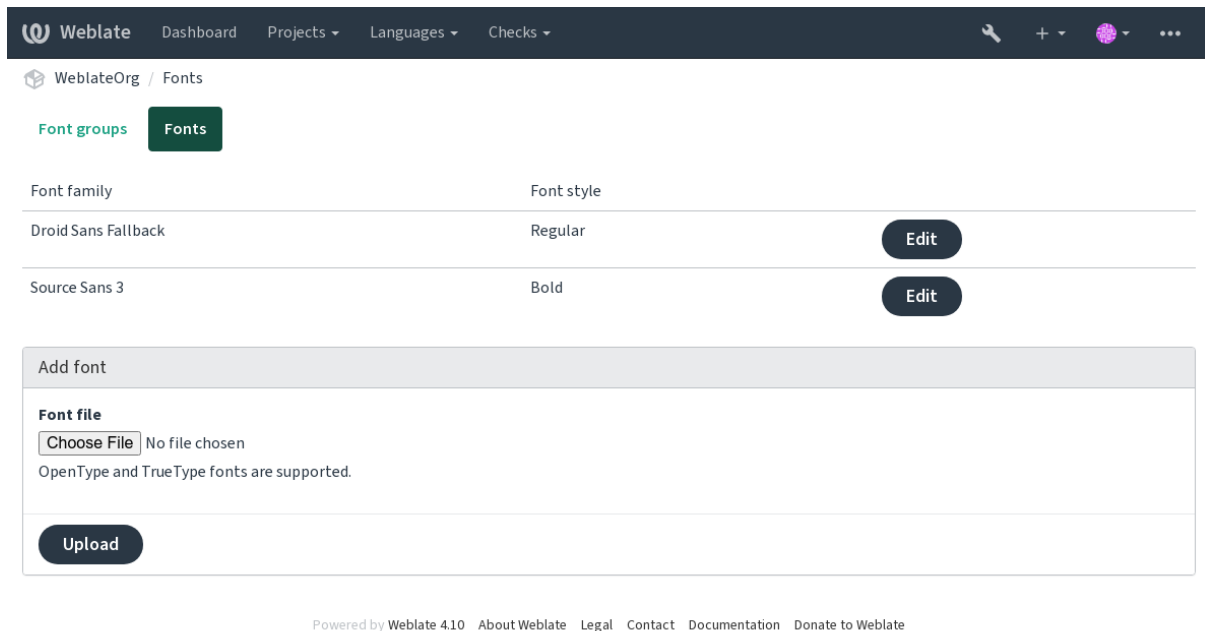 Weblate Dashboard Projects Languages Checks
WeblateOrg / Fonts
Font groups Fonts
Font family Font style
Droid Sans Fallback Regular Edit
Source Sans 3 Bold Edit
Add font
Font file
Choose File No file chosen
OpenType and TrueType fonts are supported.
Upload
Powered by Weblate 4.10 About Weblate Legal Contact Documentation Donate to Weblate